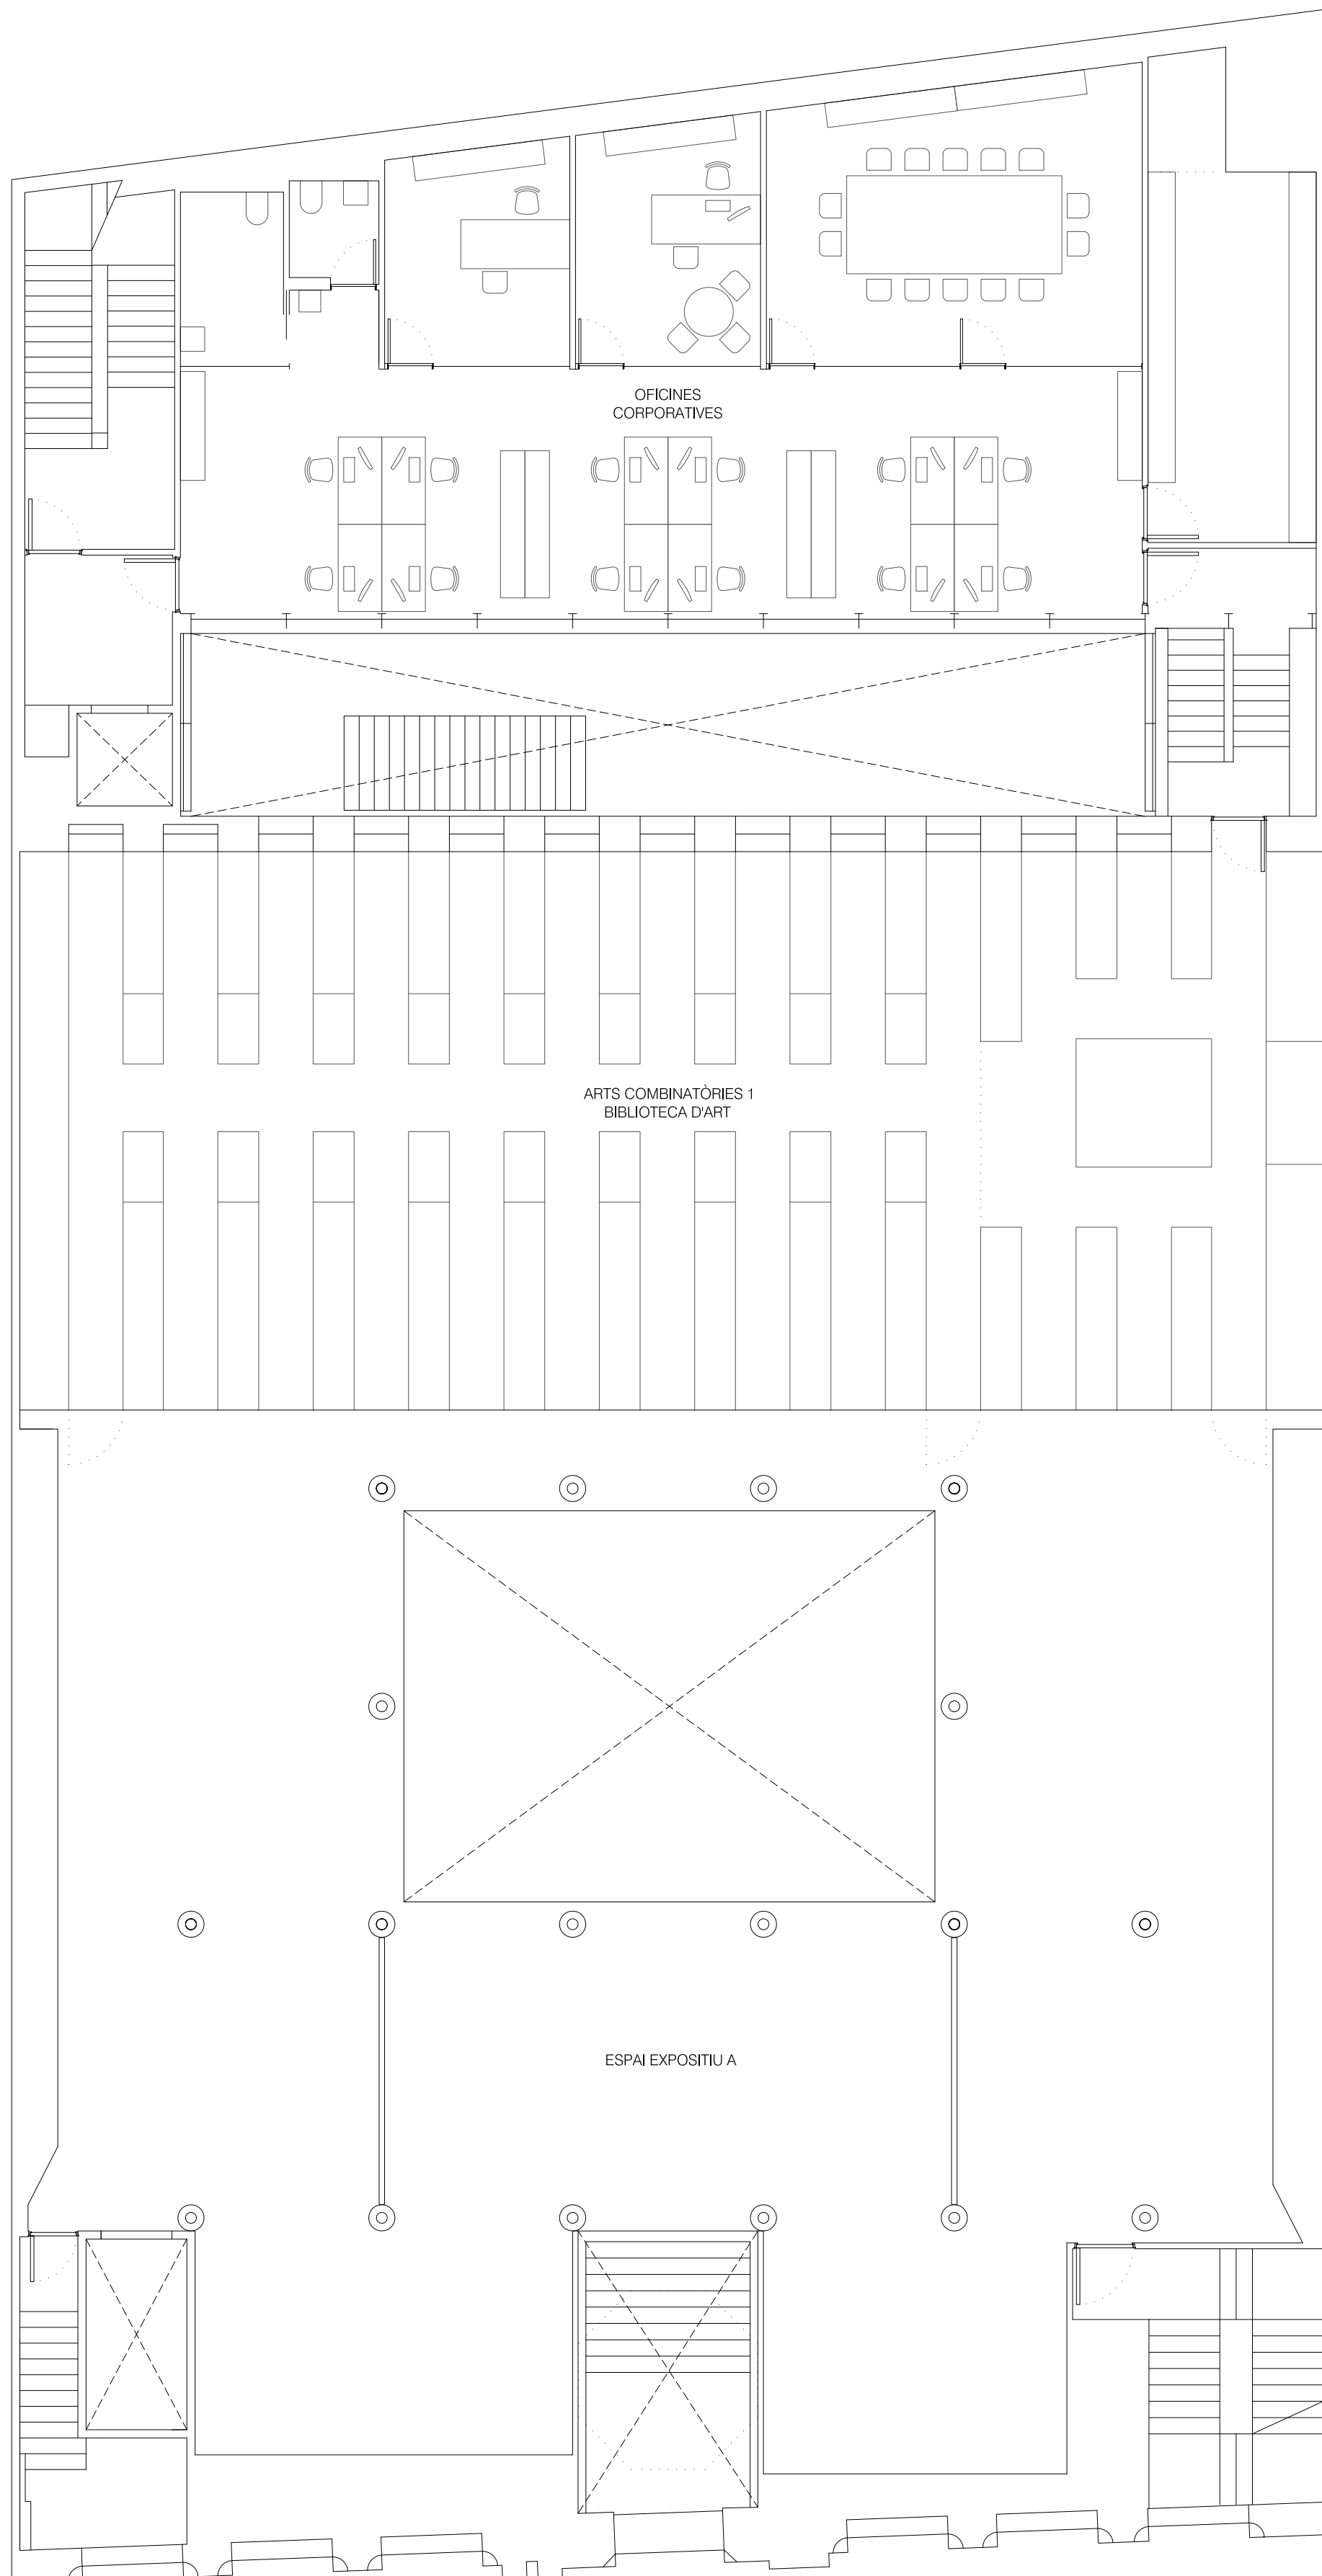 OFICINES
CORPORATIVES
ARTS COMBINATÒRIES 1
BIBLIOTECA D'ART
ESPAI EXPOSITIU A